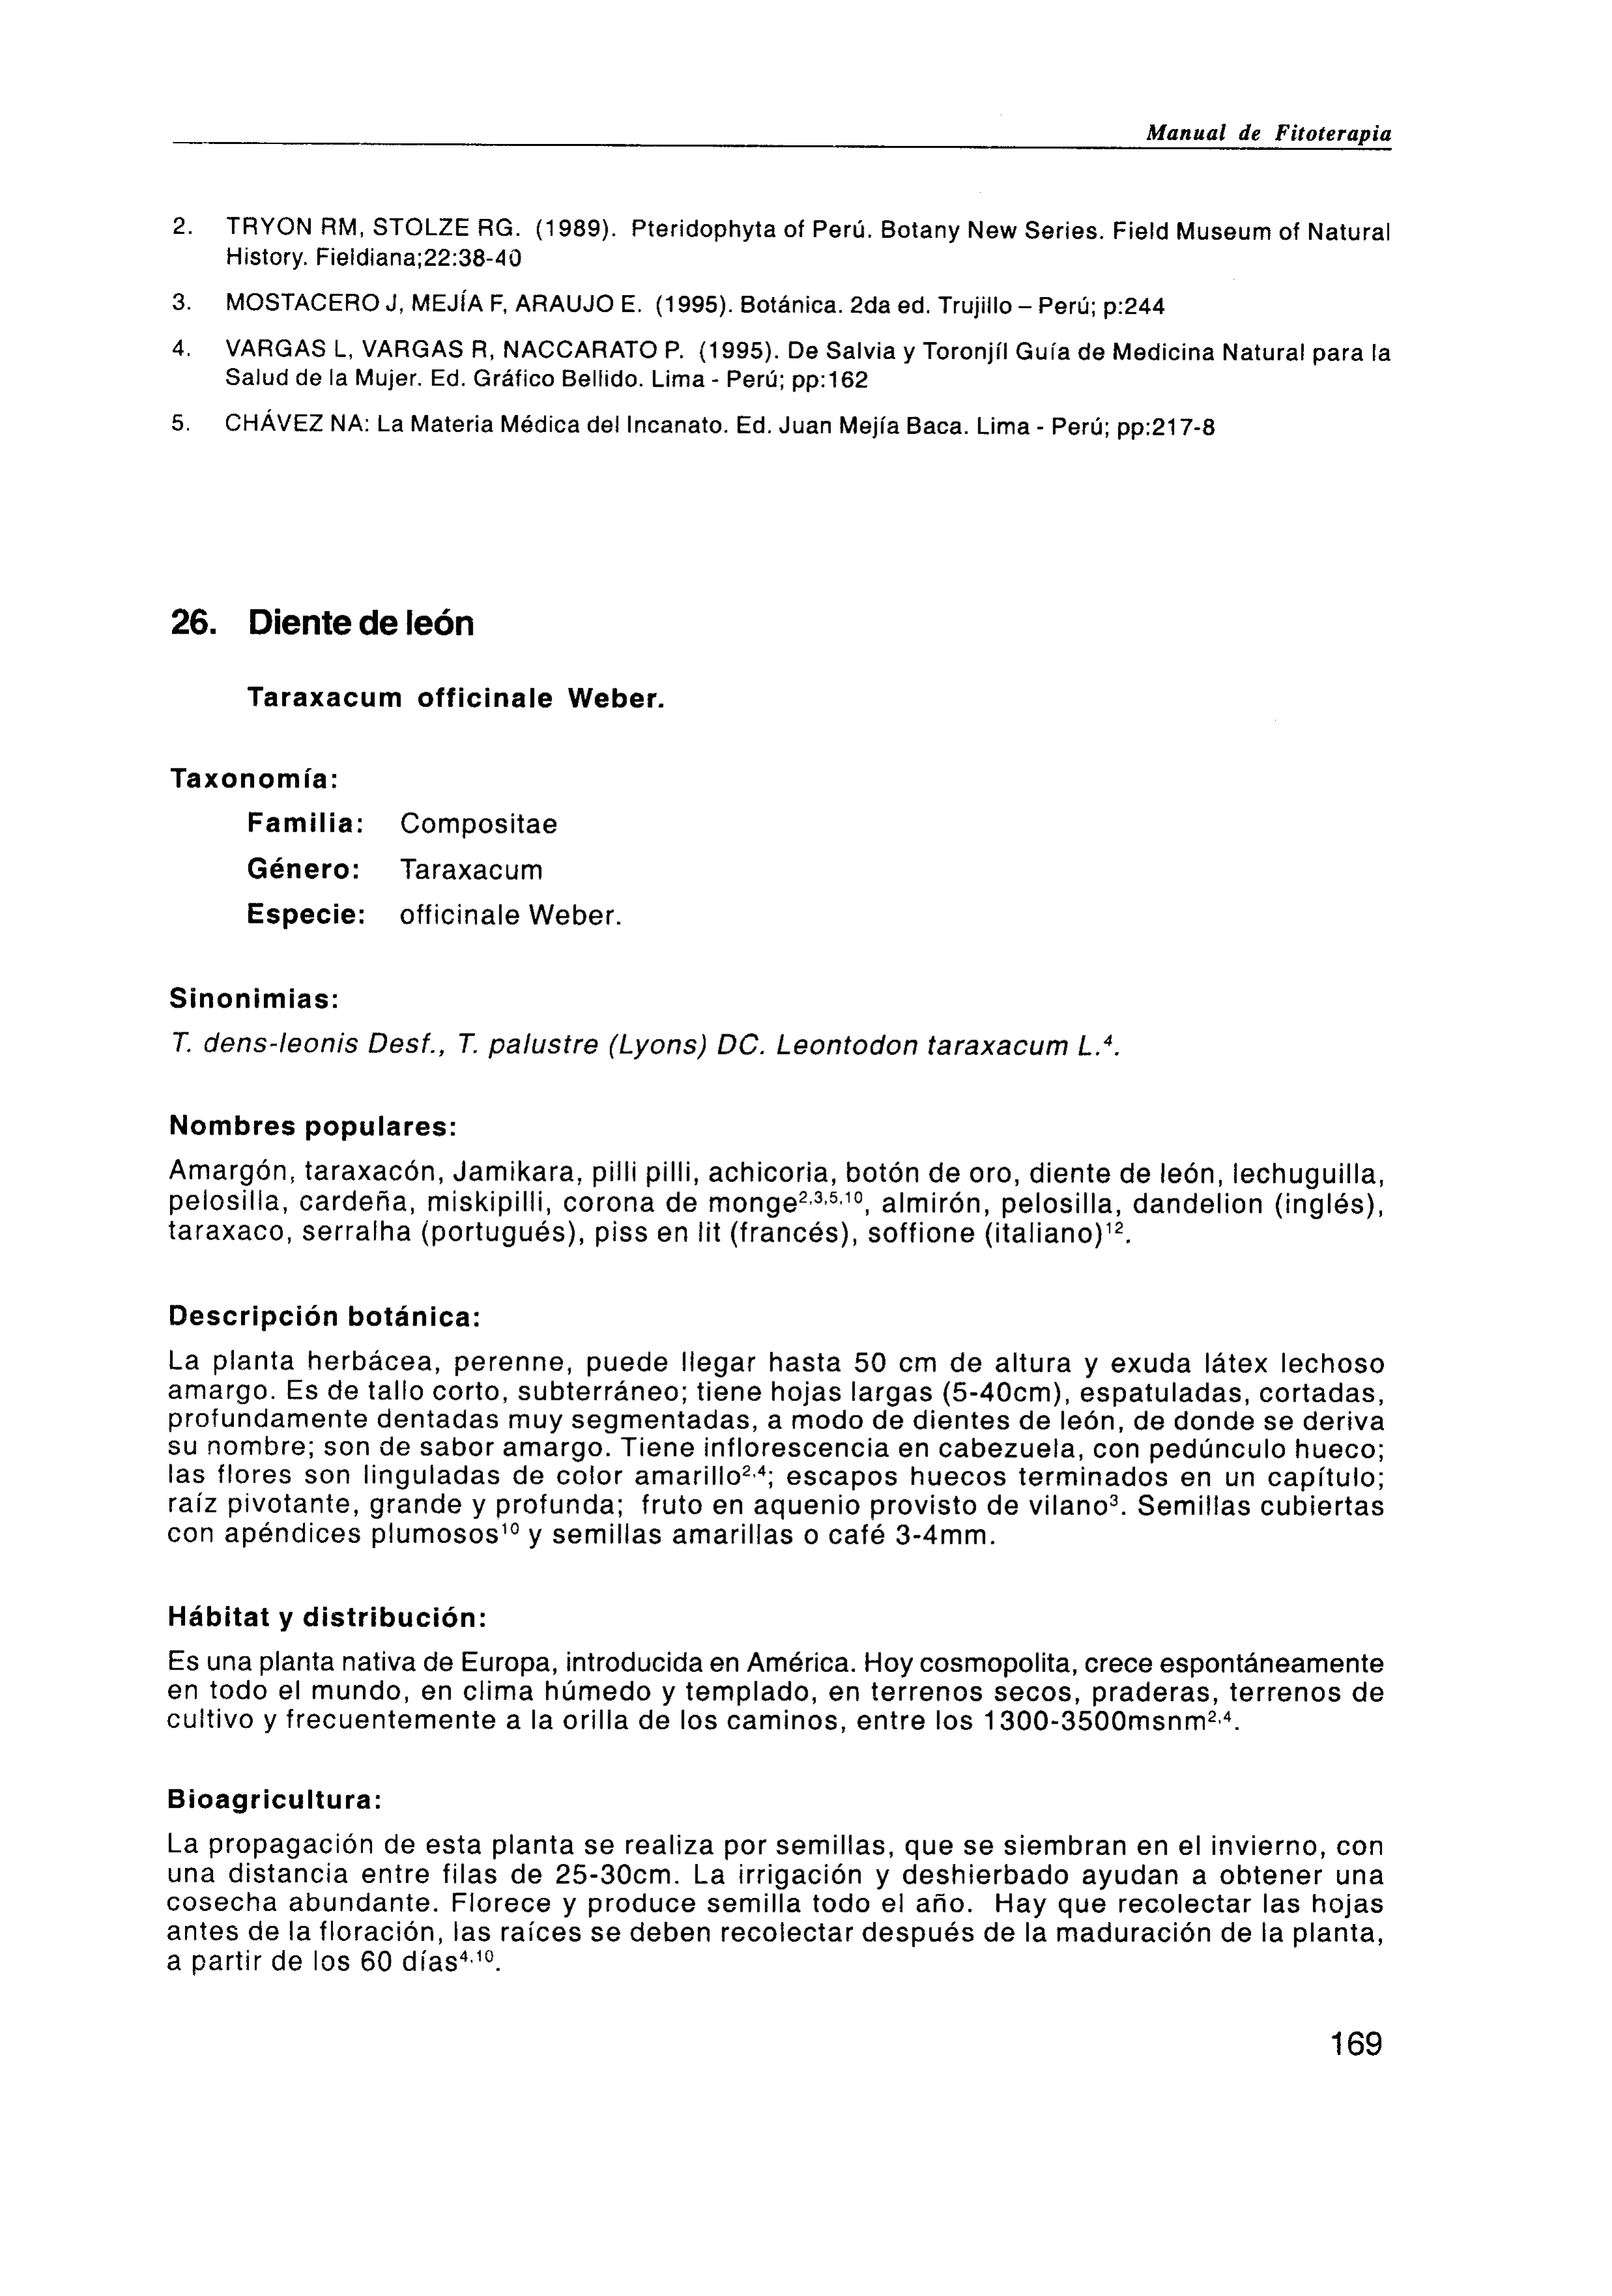 Manual de Fitoterapia
2. TRYON RM, STOLZE RG. (1989). Pteridophyta of Perú. Botany New Series. Field Museum of Natural
History. Fieldiana;22:38-40
3. MOSTACERO J, MEJÍA F, ARAUJO E. (1995). Botánica. 2da ed. Trujillo – Perú; p:244
4. VARGAS L, VARGAS R, NACCARATO P. (1995). De Salvia y Toronjíl Guía de Medicina Natural para la
Salud de la Mujer. Ed. Gráfico Bellido. Lima - Perú; pp:162
5. CHÁVEZ NA: La Materia Médica del Incanato. Ed. Juan Mejía Baca. Lima - Perú; pp:217-8
26. Diente de león
Taraxacum officinale Weber.
Taxonomía:
Familia: Compositae
Género: Taraxacum
Especie: officinale Weber.
Sinonimias:
T. dens-leonis Desf., T. palustre (Lyons) DC. Leontodon taraxacum L.⁴.
Nombres populares:
Amargón, taraxacón, Jamikara, pilli pilli, achicoria, botón de oro, diente de león, lechuguilla,
pelosilla, cardeña, miskipilli, corona de monge²,³,⁵,¹⁰, almirón, pelosilla, dandelion (inglés),
taraxaco, serralha (portugués), piss en lit (francés), soffione (italiano)¹².
Descripción botánica:
La planta herbácea, perenne, puede llegar hasta 50 cm de altura y exuda látex lechoso
amargo. Es de tallo corto, subterráneo; tiene hojas largas (5-40cm), espatuladas, cortadas,
profundamente dentadas muy segmentadas, a modo de dientes de león, de donde se deriva
su nombre; son de sabor amargo. Tiene inflorescencia en cabezuela, con pedúnculo hueco;
las flores son linguladas de color amarillo²,⁴; escapos huecos terminados en un capítulo;
raíz pivotante, grande y profunda; fruto en aquenio provisto de vilano³. Semillas cubiertas
con apéndices plumosos¹⁰ y semillas amarillas o café 3-4mm.
Hábitat y distribución:
Es una planta nativa de Europa, introducida en América. Hoy cosmopolita, crece espontáneamente
en todo el mundo, en clima húmedo y templado, en terrenos secos, praderas, terrenos de
cultivo y frecuentemente a la orilla de los caminos, entre los 1300-3500msnm²,⁴.
Bioagricultura:
La propagación de esta planta se realiza por semillas, que se siembran en el invierno, con
una distancia entre filas de 25-30cm. La irrigación y deshierbado ayudan a obtener una
cosecha abundante. Florece y produce semilla todo el año. Hay que recolectar las hojas
antes de la floración, las raíces se deben recolectar después de la maduración de la planta,
a partir de los 60 días⁴,¹⁰.
169